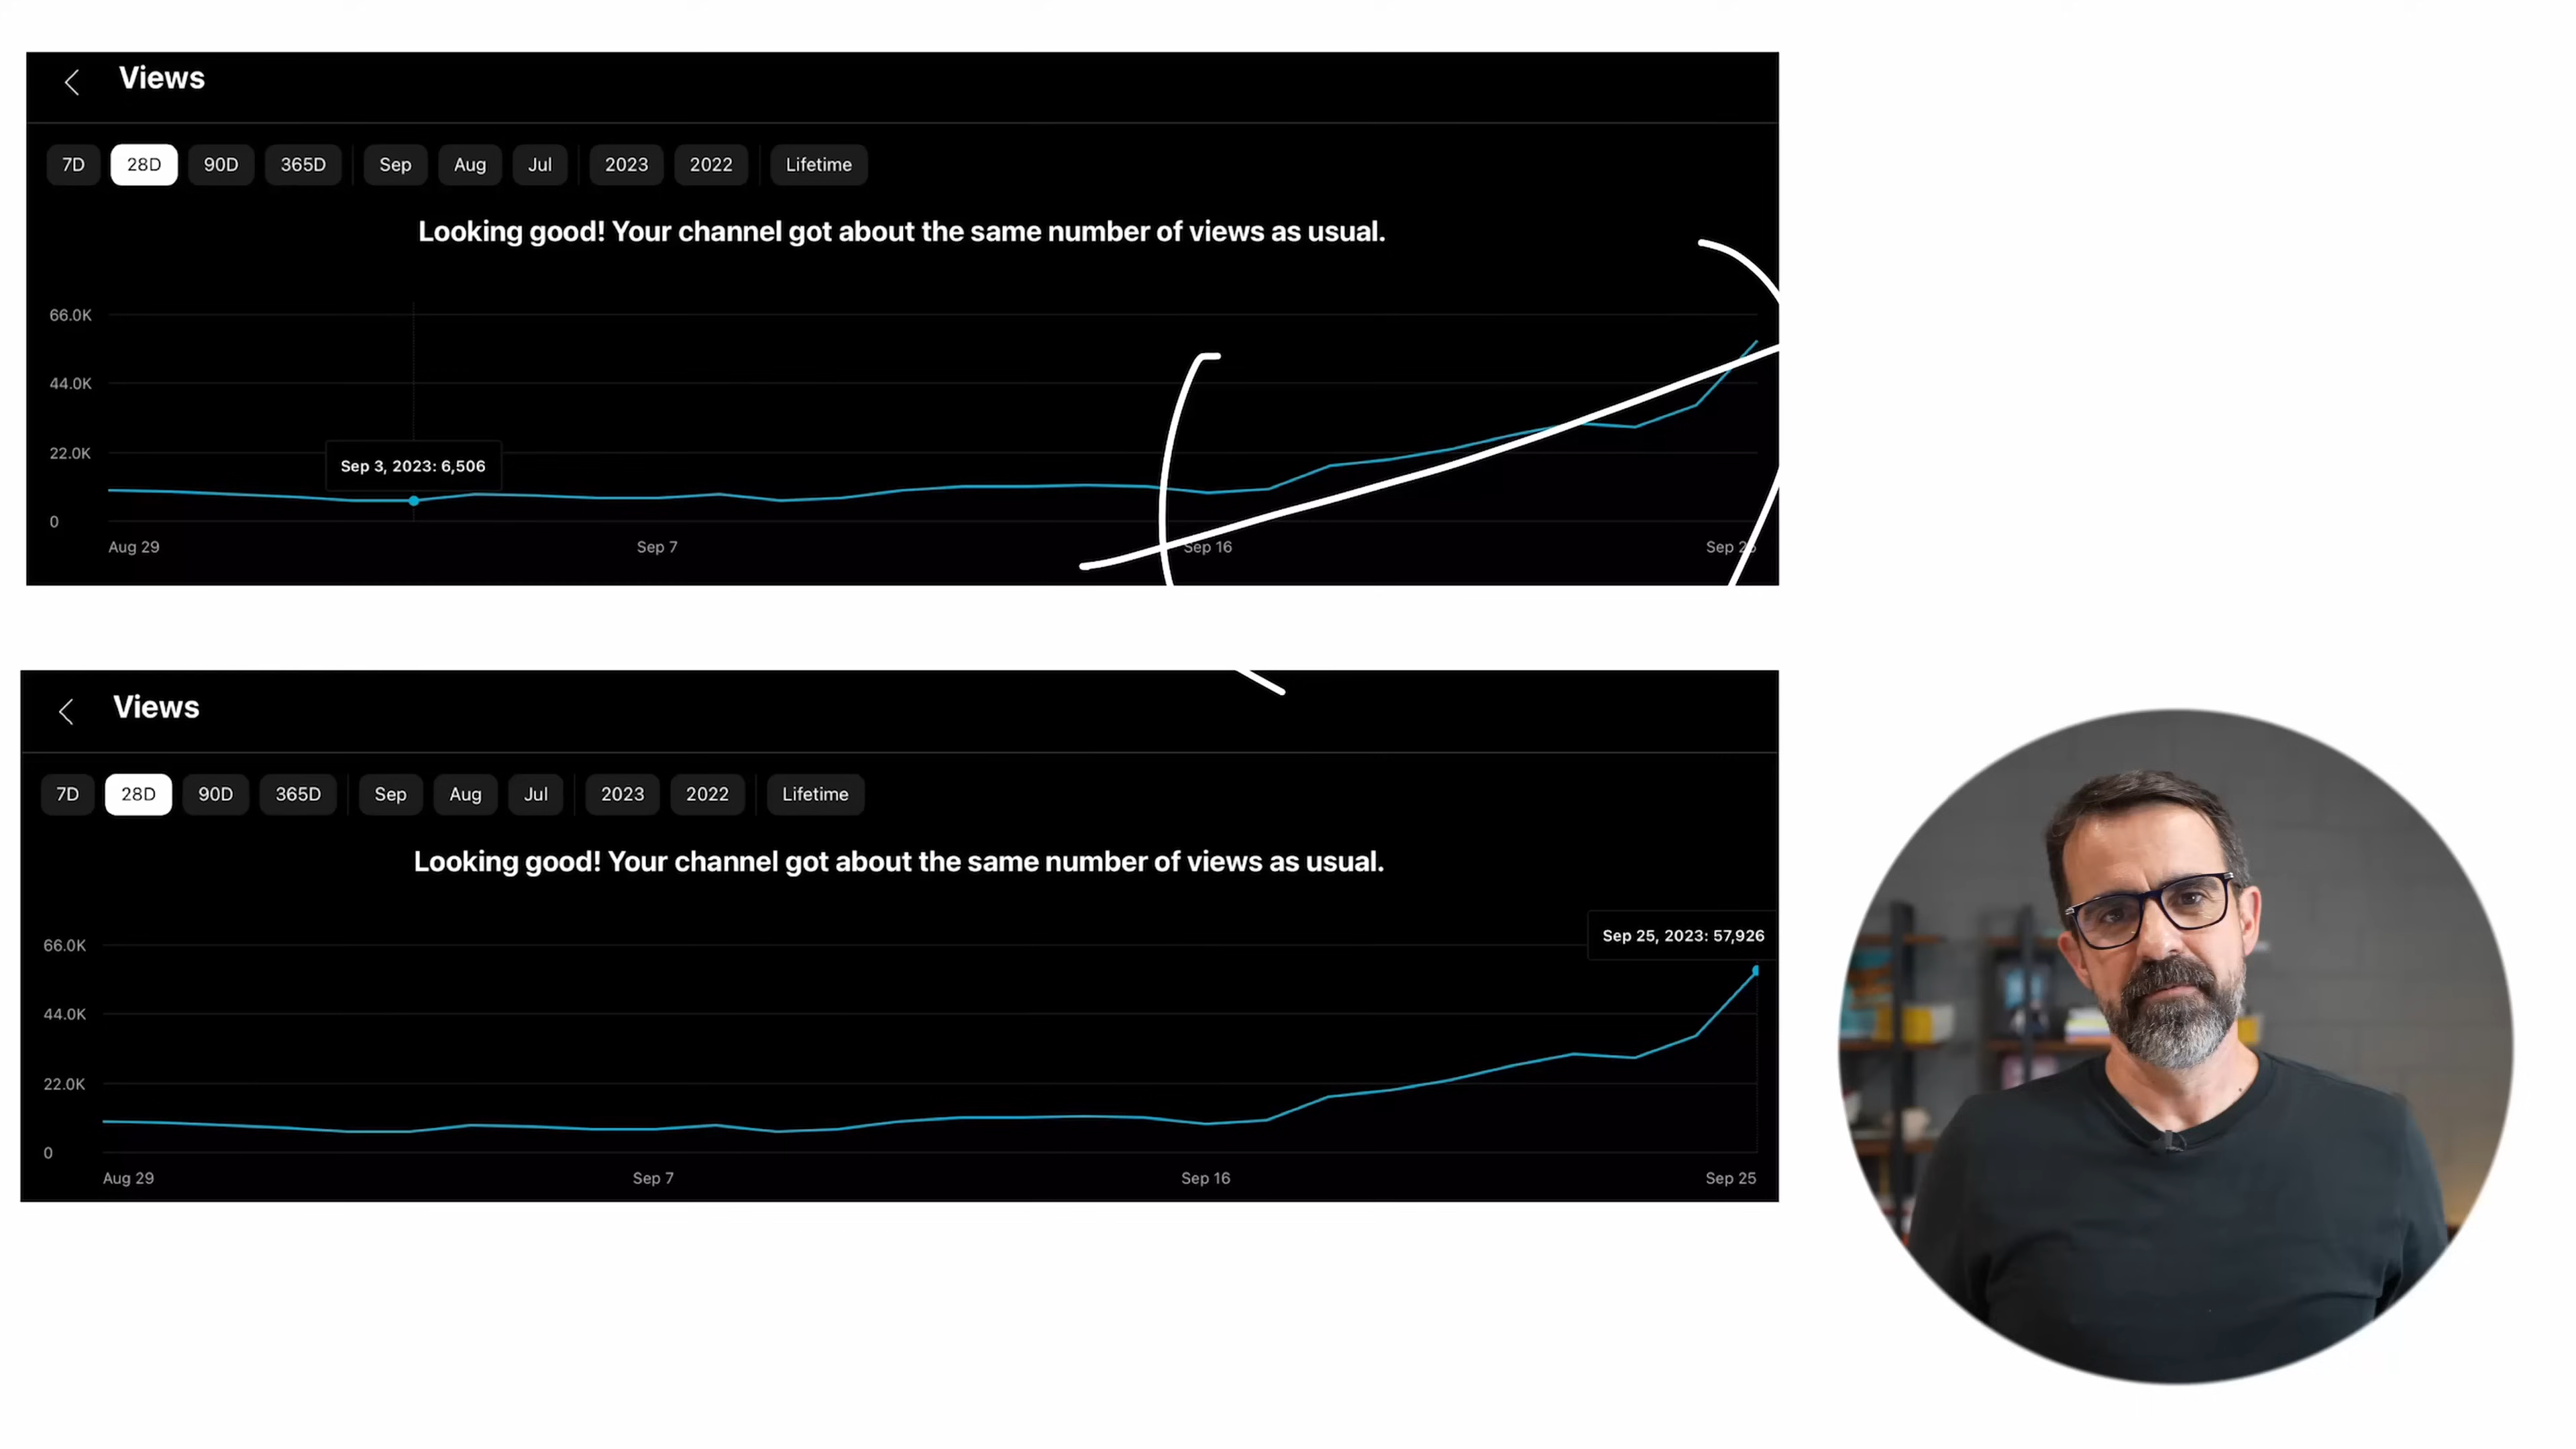 Views
7D 28D 90D 365D Sep Aug Jul 2023 2022 Lifetime
Looking good! Your channel got about the same number of views as usual.
66.0K
44.0K
22.0K
Sep 3, 2023: 6,506
0
Aug 29 Sep 7 Sep 16 Sep 25
Views
7D 28D 90D 365D Sep Aug Jul 2023 2022 Lifetime
Looking good! Your channel got about the same number of views as usual.
Sep 25, 2023: 57,926
66.0K
44.0K
22.0K
0
Aug 29 Sep 7 Sep 16 Sep 25